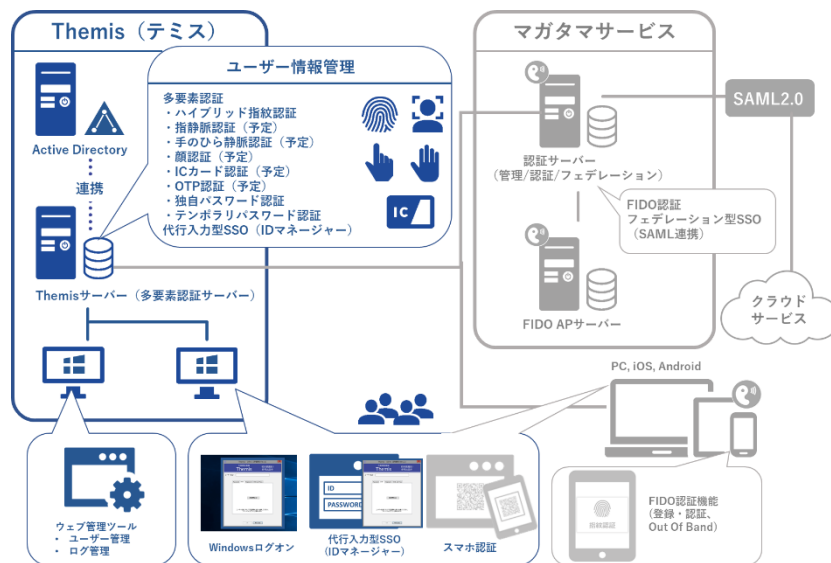 Themis（テミス）
Active Directory
連携
Themisサーバー（多要素認証サーバー）
ユーザー情報管理
多要素認証
・ハイブリッド指紋認証
・指静脈認証（予定）
・手のひら静脈認証（予定）
・顔認証（予定）
・ICカード認証（予定）
・OTP認証（予定）
・独自パスワード認証
・テンポラリパスワード認証
代行入力型SSO（IDマネージャー）
IC
マガタマサービス
認証サーバー
（管理/認証/フェデレーション）
FIDO認証
フェデレーション型SSO
（SAML連携）
FIDO APサーバー
SAML2.0
クラウド
サービス
PC, iOS, Android
ウェブ管理ツール
・ ユーザー管理
・ ログ管理
Themis
Windowsログオン
ID
PASSWORD
Themis
代行入力型SSO
（IDマネージャー）
スマホ認証
FIDO認証機能
（登録・認証、
Out Of Band）